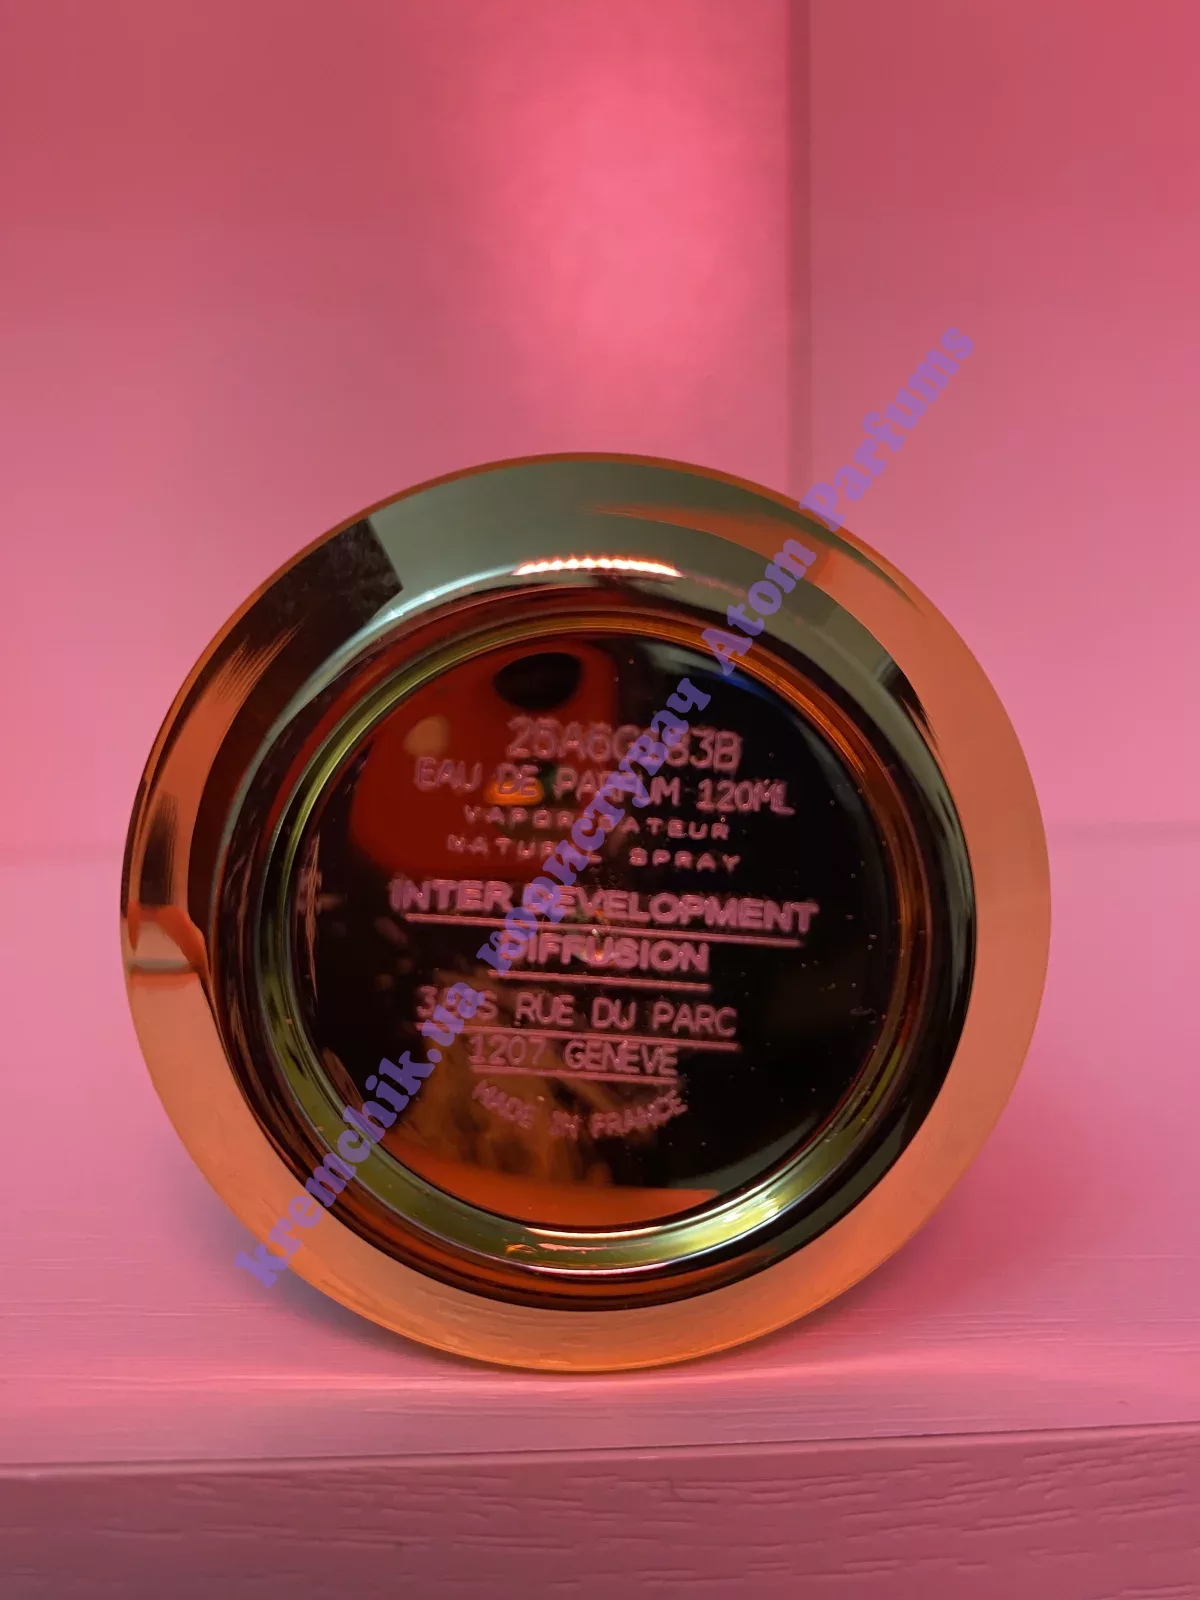 EAU DE PARFUM 120ML
VAPORISATEUR
NATURAL SPRAY
INTER DEVELOPMENT
DIFFUSION
RUE DU PARC
1207 GENEVE
MADE IN FRANCE
kremchik.ua користувач Atom Parfums